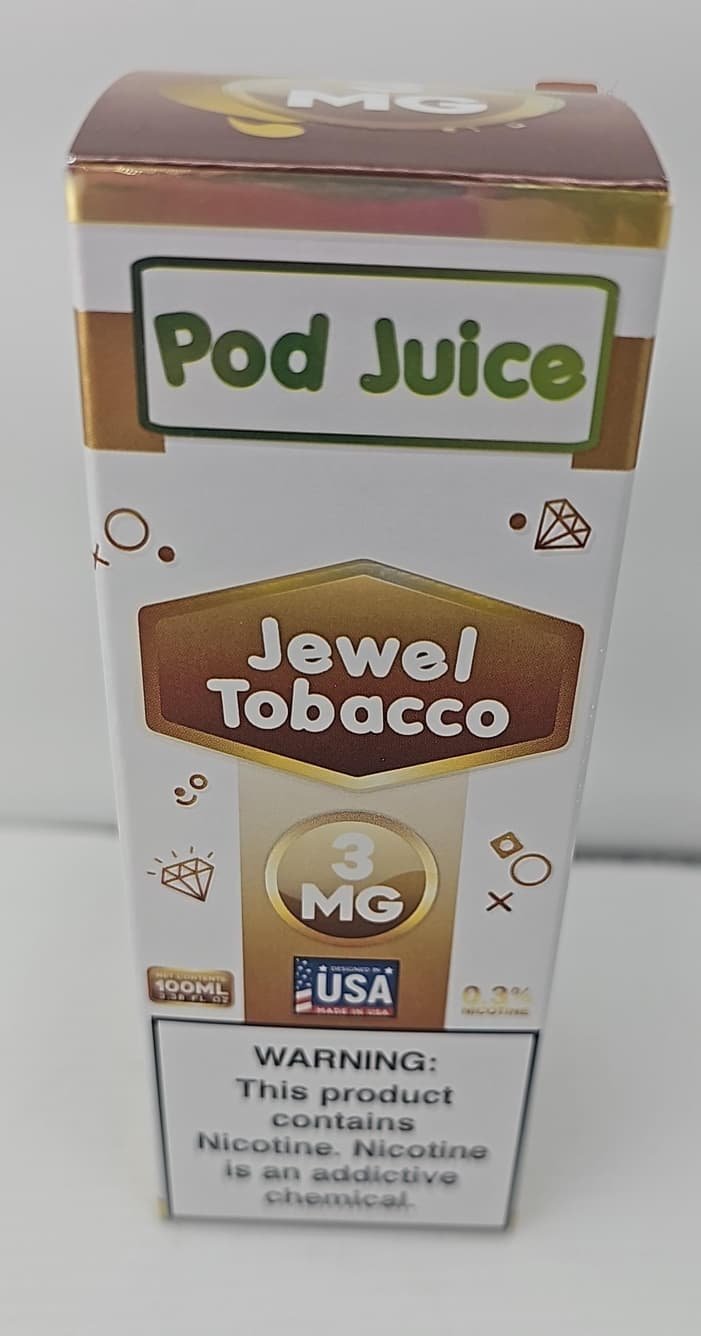 MG
Pod Juice
Jewel
Tobacco
3
MG
NET CONTENTS
100ML
3.38 FL OZ
DESIGNED IN
USA
MADE IN USA
0.3%
NICOTINE
WARNING:
This product
contains
Nicotine. Nicotine
is an addictive
chemical.